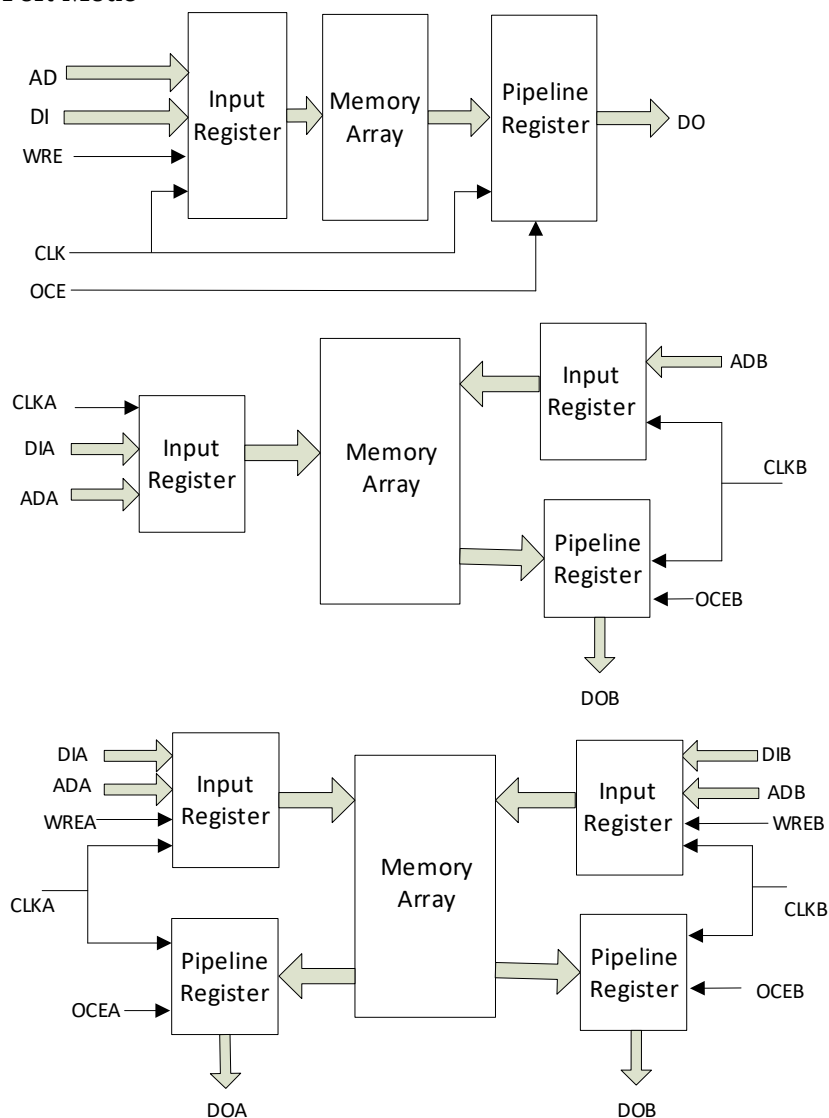 AD
DI
WRE
CLK
OCE
Input
Register
Memory
Array
Pipeline
Register
DO
CLKA
DIA
ADA
Input
Register
Memory
Array
Input
Register
ADB
CLKB
Pipeline
Register
OCEB
DOB
DIA
ADA
WREA
CLKA
OCEA
Input
Register
Pipeline
Register
DOA
Memory
Array
Input
Register
DIB
ADB
WREB
CLKB
Pipeline
Register
OCEB
DOB